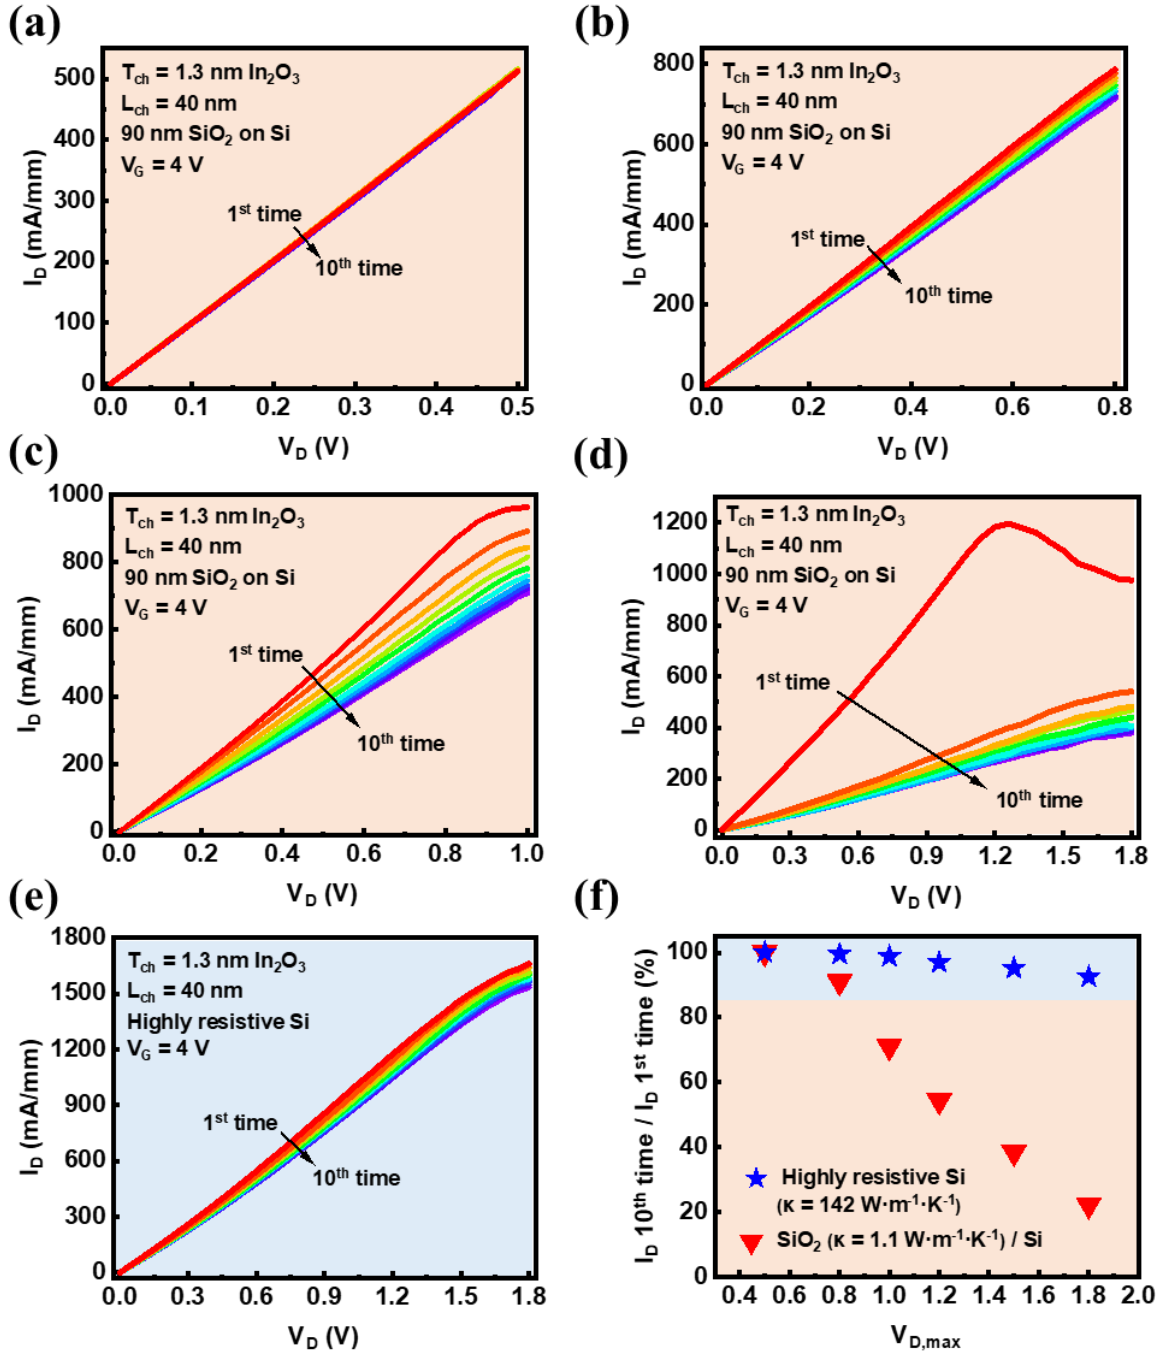 (a)
T_ch = 1.3 nm In₂O₃
L_ch = 40 nm
90 nm SiO₂ on Si
V_G = 4 V
1ˢᵗ time
10ᵗʰ time
I_D (mA/mm)
500
400
300
200
100
0
0.0 0.1 0.2 0.3 0.4 0.5
V_D (V)
(b)
T_ch = 1.3 nm In₂O₃
L_ch = 40 nm
90 nm SiO₂ on Si
V_G = 4 V
1ˢᵗ time
10ᵗʰ time
I_D (mA/mm)
800
600
400
200
0
0.0 0.2 0.4 0.6 0.8
V_D (V)
(c)
T_ch = 1.3 nm In₂O₃
L_ch = 40 nm
90 nm SiO₂ on Si
V_G = 4 V
1ˢᵗ time
10ᵗʰ time
I_D (mA/mm)
1000
800
600
400
200
0
0.0 0.2 0.4 0.6 0.8 1.0
V_D (V)
(d)
T_ch = 1.3 nm In₂O₃
L_ch = 40 nm
90 nm SiO₂ on Si
V_G = 4 V
1ˢᵗ time
10ᵗʰ time
I_D (mA/mm)
1200
1000
800
600
400
200
0
0.0 0.3 0.6 0.9 1.2 1.5 1.8
V_D (V)
(e)
T_ch = 1.3 nm In₂O₃
L_ch = 40 nm
Highly resistive Si
V_G = 4 V
1ˢᵗ time
10ᵗʰ time
I_D (mA/mm)
1800
1500
1200
900
600
300
0
0.0 0.3 0.6 0.9 1.2 1.5 1.8
V_D (V)
(f)
I_D 10ᵗʰ time / I_D 1ˢᵗ time (%)
100
80
60
40
20
0
Highly resistive Si
(κ = 142 W·m⁻¹·K⁻¹)
SiO₂ (κ = 1.1 W·m⁻¹·K⁻¹) / Si
0.4 0.6 0.8 1.0 1.2 1.4 1.6 1.8 2.0
V_D,max